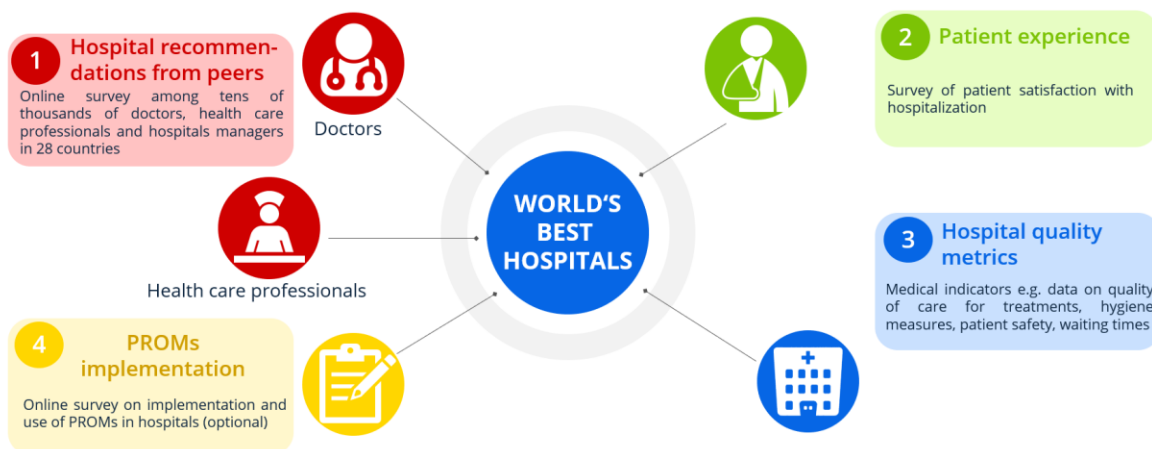 1
Hospital recommen-
dations from peers
Online survey among tens of
thousands of doctors, health care
professionals and hospitals managers
in 28 countries
Doctors
2
Patient experience
Survey of patient satisfaction with
hospitalization
WORLD'S
BEST
HOSPITALS
Health care professionals
3
Hospital quality
metrics
Medical indicators e.g. data on quality
of care for treatments, hygiene
measures, patient safety, waiting times
4
PROMs
implementation
Online survey on implementation and
use of PROMs in hospitals (optional)